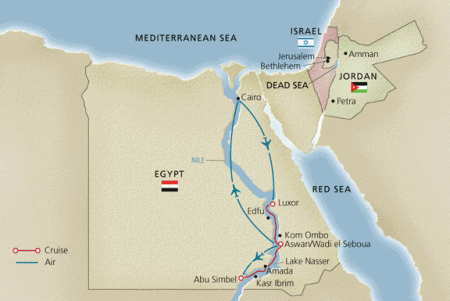 MEDITERRANEAN SEA
ISRAEL
Jerusalem
Bethlehem
Amman
DEAD SEA
JORDAN
Petra
Cairo
NILE
EGYPT
RED SEA
Luxor
Edfu
Kom Ombo
Aswan/Wadi el Seboua
Cruise
Air
Lake Nasser
Amada
Abu Simbel
Kasr Ibrim